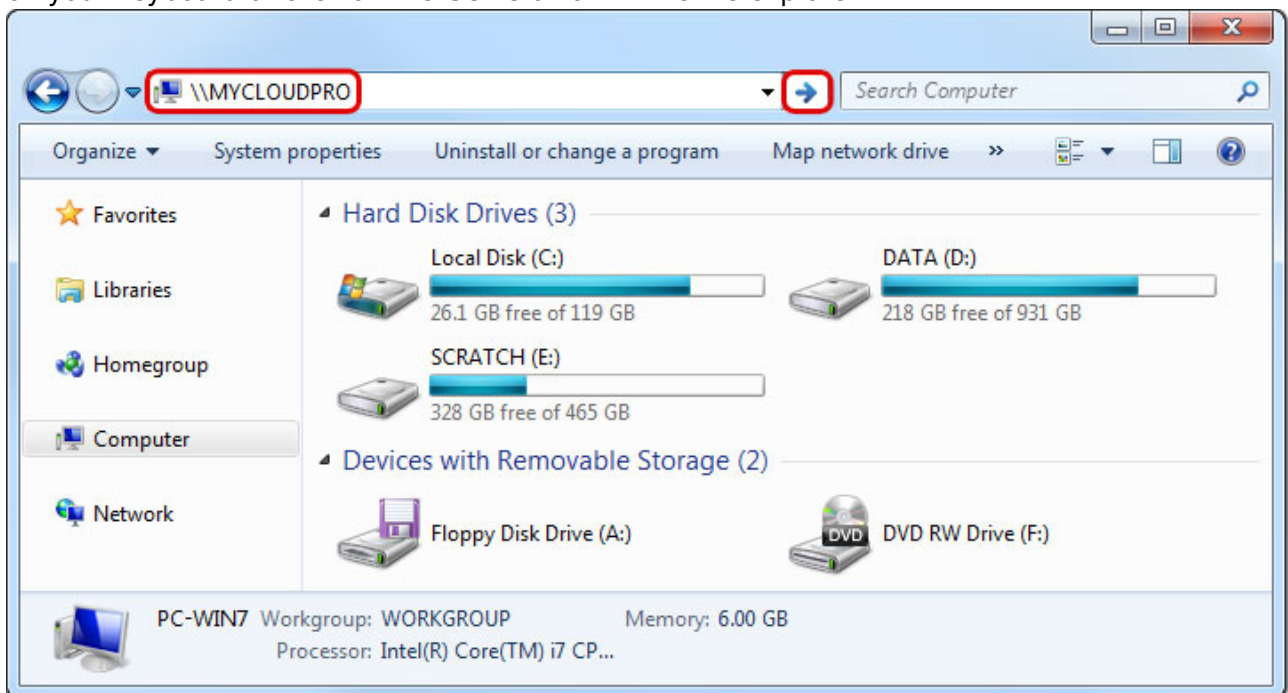 \\MYCLOUDPRO
Search Computer
Organize System properties Uninstall or change a program Map network drive »
Favorites
Libraries
Homegroup
Computer
Network
Hard Disk Drives (3)
Local Disk (C:)
26.1 GB free of 119 GB
DATA (D:)
218 GB free of 931 GB
SCRATCH (E:)
328 GB free of 465 GB
Devices with Removable Storage (2)
Floppy Disk Drive (A:)
DVD
DVD RW Drive (F:)
PC-WIN7 Workgroup: WORKGROUP Memory: 6.00 GB
Processor: Intel(R) Core(TM) i7 CP...